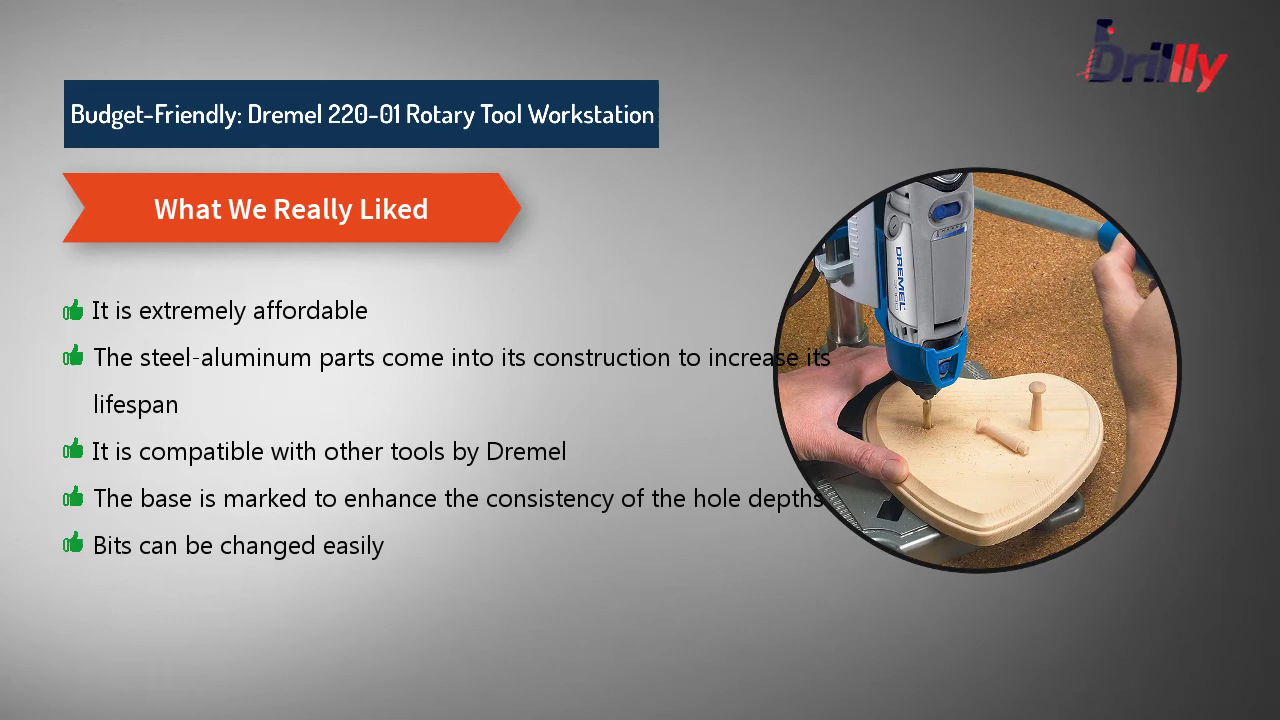 Drillly
Budget-Friendly: Dremel 220-01 Rotary Tool Workstation
What We Really Liked
It is extremely affordable
The steel-aluminum parts come into its construction to increase its
lifespan
It is compatible with other tools by Dremel
The base is marked to enhance the consistency of the hole depths
Bits can be changed easily
DREMEL